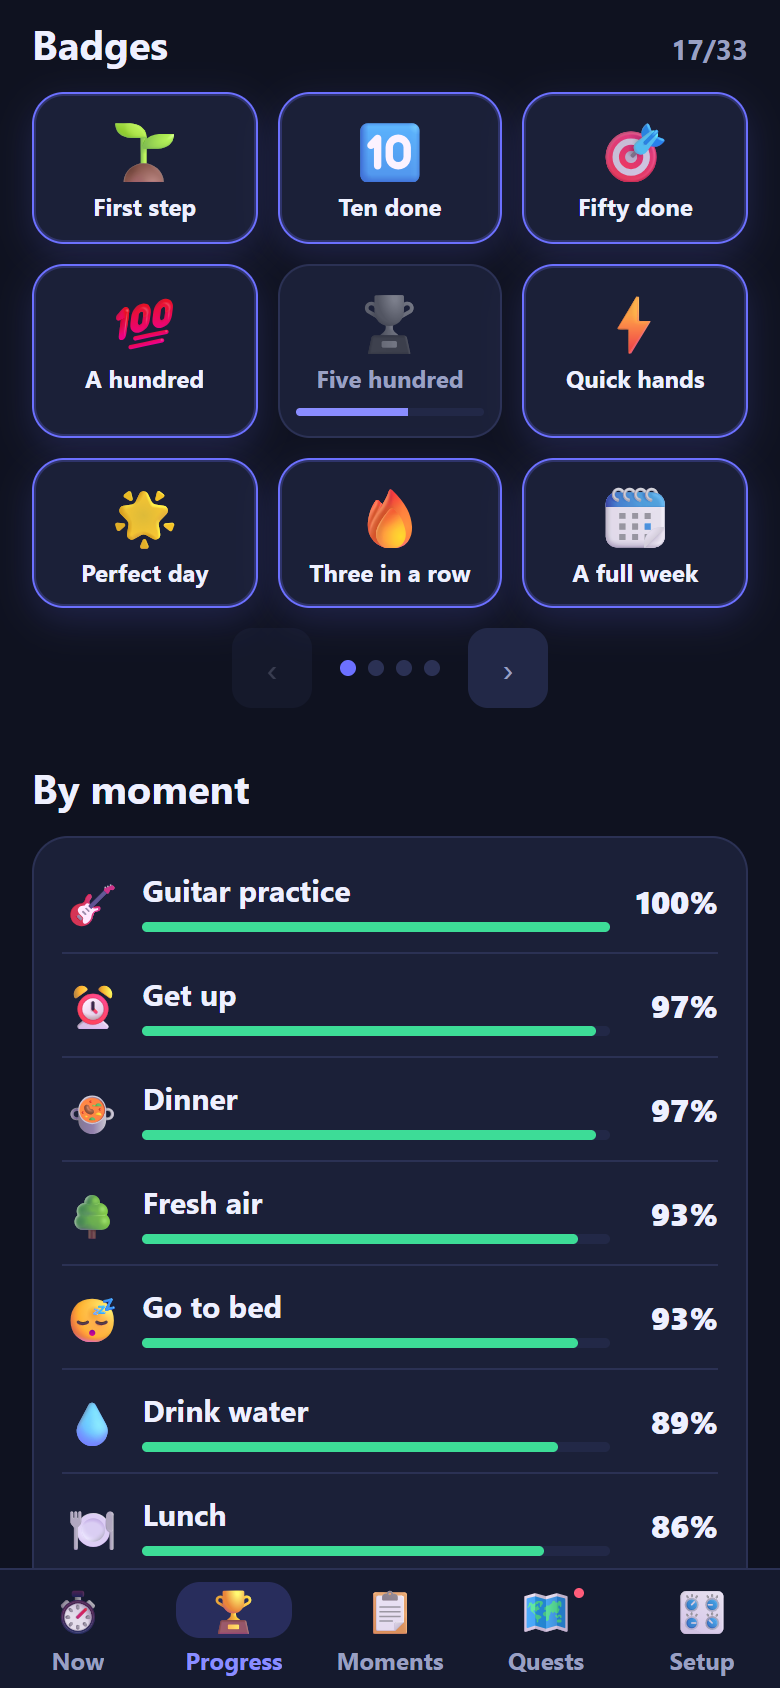 Badges
17/33
10
First step
Ten done
Fifty done
100
A hundred
Five hundred
Quick hands
Perfect day
Three in a row
A full week
‹
›
By moment
Guitar practice
100%
Get up
97%
Dinner
97%
Fresh air
93%
Go to bed
93%
Drink water
89%
Lunch
86%
Now
Progress
Moments
Quests
Setup